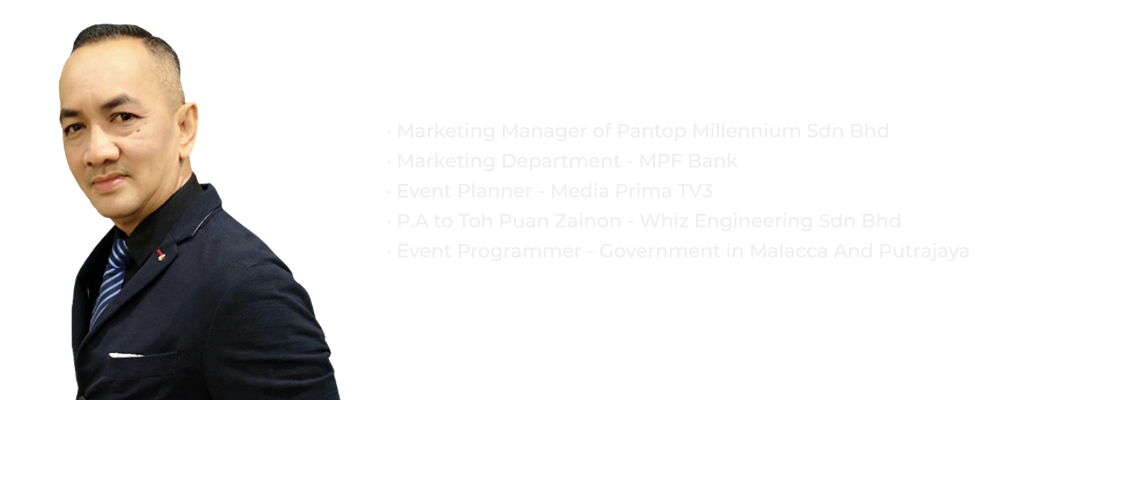 · Marketing Manager of Pantop Millennium Sdn Bhd
· Marketing Department - MPF Bank
· Event Planner - Media Prima TV3
· P.A to Toh Puan Zainon - Whiz Engineering Sdn Bhd
· Event Programmer - Government in Malacca And Putrajaya